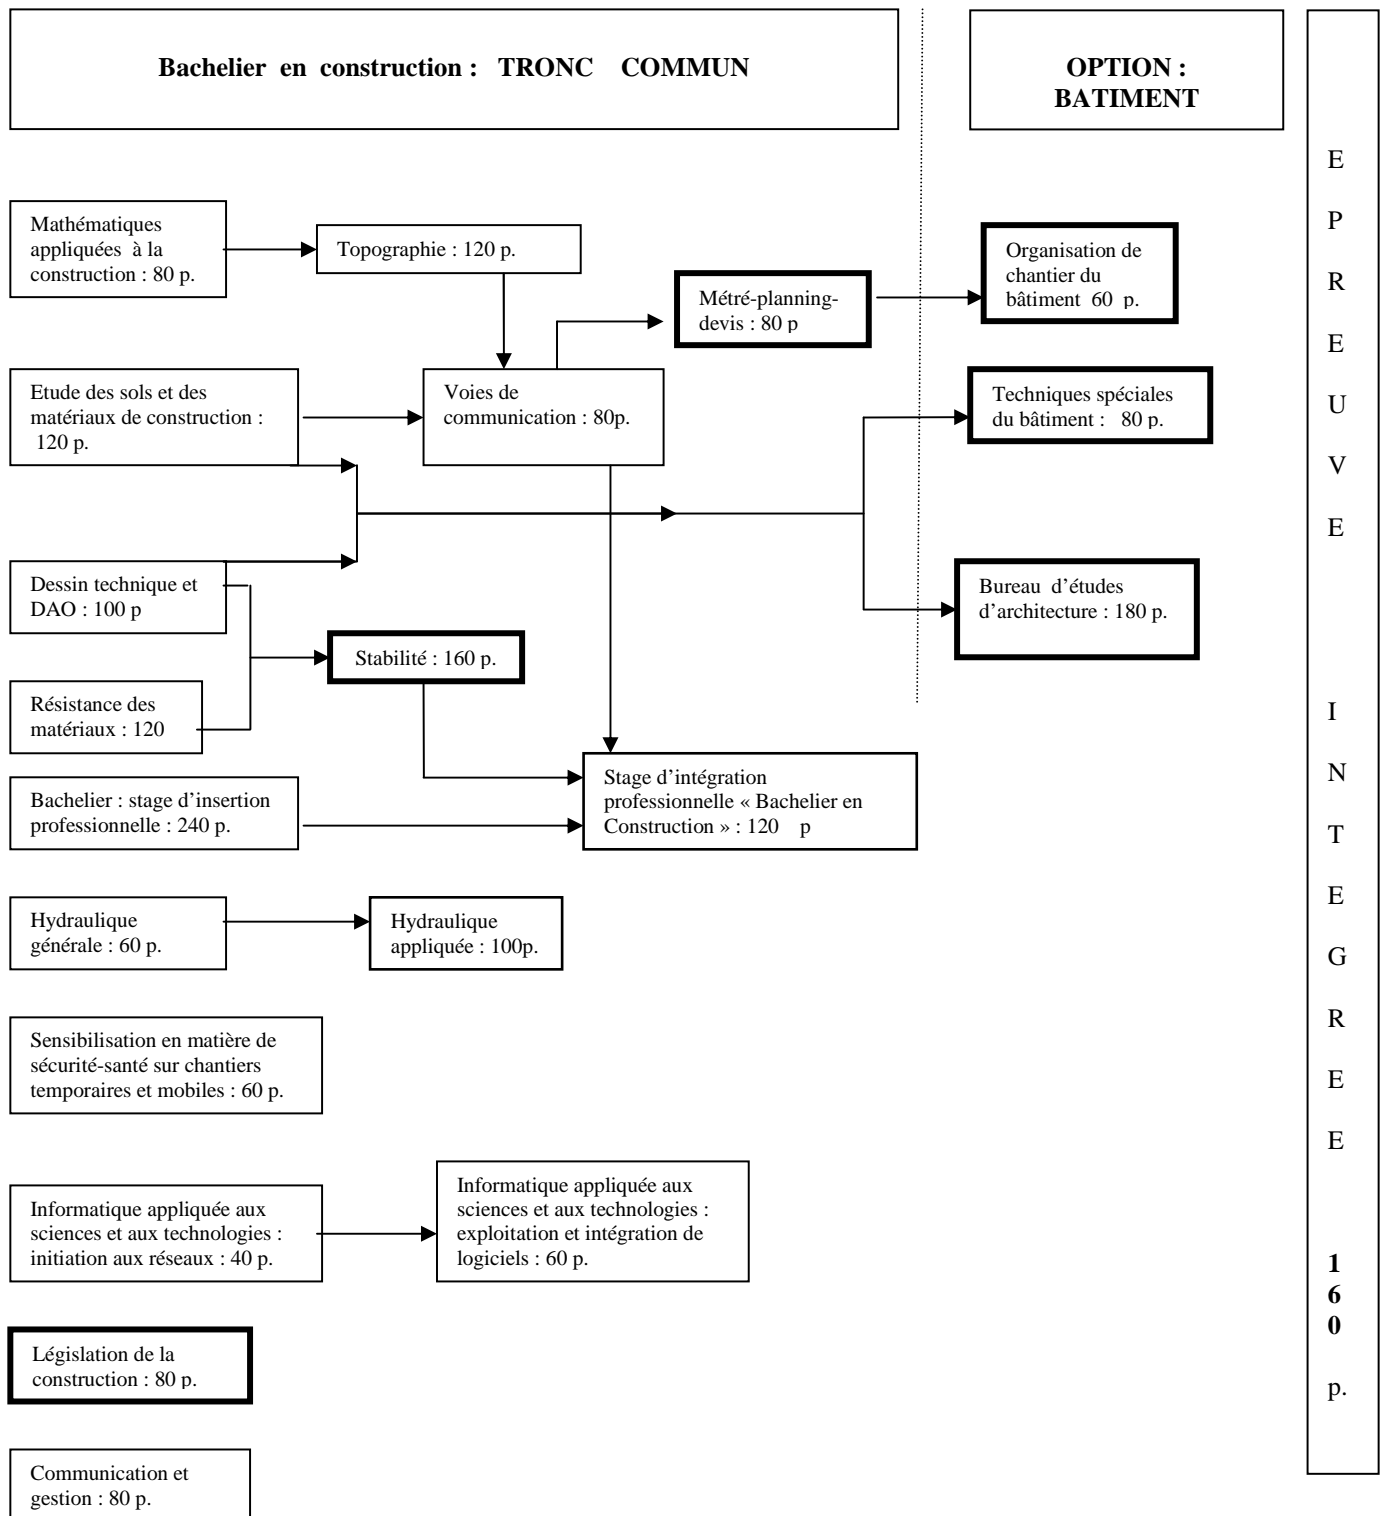 Bachelier en construction : TRONC COMMUN
OPTION :
BATIMENT
Mathématiques
appliquées à la
construction : 80 p.
Topographie : 120 p.
Métré-planning-
devis : 80 p
Organisation de
chantier du
bâtiment 60 p.
Etude des sols et des
matériaux de construction :
120 p.
Voies de
communication : 80p.
Techniques spéciales
du bâtiment : 80 p.
Dessin technique et
DAO : 100 p
Bureau d’études
d’architecture : 180 p.
Stabilité : 160 p.
Résistance des
matériaux : 120
Bachelier : stage d’insertion
professionnelle : 240 p.
Stage d’intégration
professionnelle « Bachelier en
Construction » : 120 p
Hydraulique
générale : 60 p.
Hydraulique
appliquée : 100p.
Sensibilisation en matière de
sécurité-santé sur chantiers
temporaires et mobiles : 60 p.
Informatique appliquée aux
sciences et aux technologies :
initiation aux réseaux : 40 p.
Informatique appliquée aux
sciences et aux technologies :
exploitation et intégration de
logiciels : 60 p.
Législation de la
construction : 80 p.
Communication et
gestion : 80 p.
E
P
R
E
U
V
E
I
N
T
E
G
R
E
E
1
6
0
p.